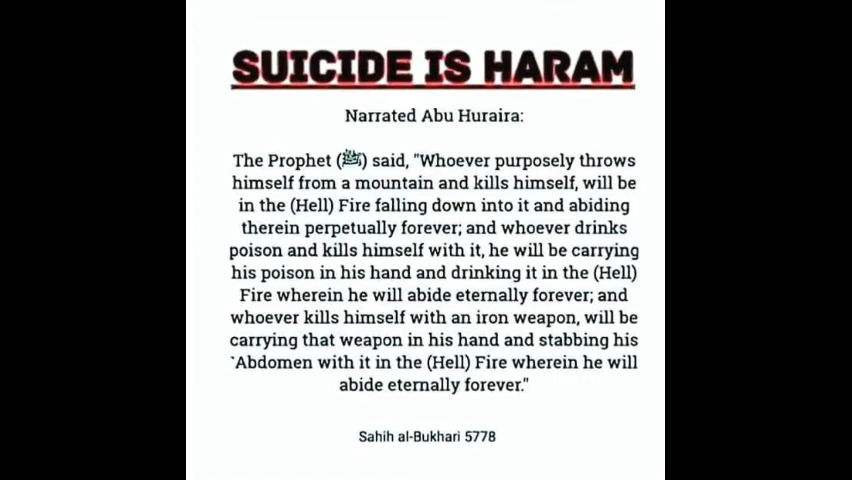 SUICIDE IS HARAM
Narrated Abu Huraira:
The Prophet (ﷺ) said, "Whoever purposely throws
himself from a mountain and kills himself, will be
in the (Hell) Fire falling down into it and abiding
therein perpetually forever; and whoever drinks
poison and kills himself with it, he will be carrying
his poison in his hand and drinking it in the (Hell)
Fire wherein he will abide eternally forever; and
whoever kills himself with an iron weapon, will be
carrying that weapon in his hand and stabbing his
`Abdomen with it in the (Hell) Fire wherein he will
abide eternally forever."
Sahih al-Bukhari 5778